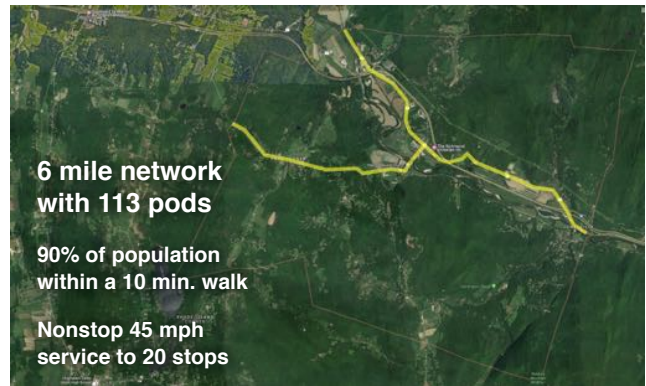 6 mile network
with 113 pods
90% of population
within a 10 min. walk
Nonstop 45 mph
service to 20 stops